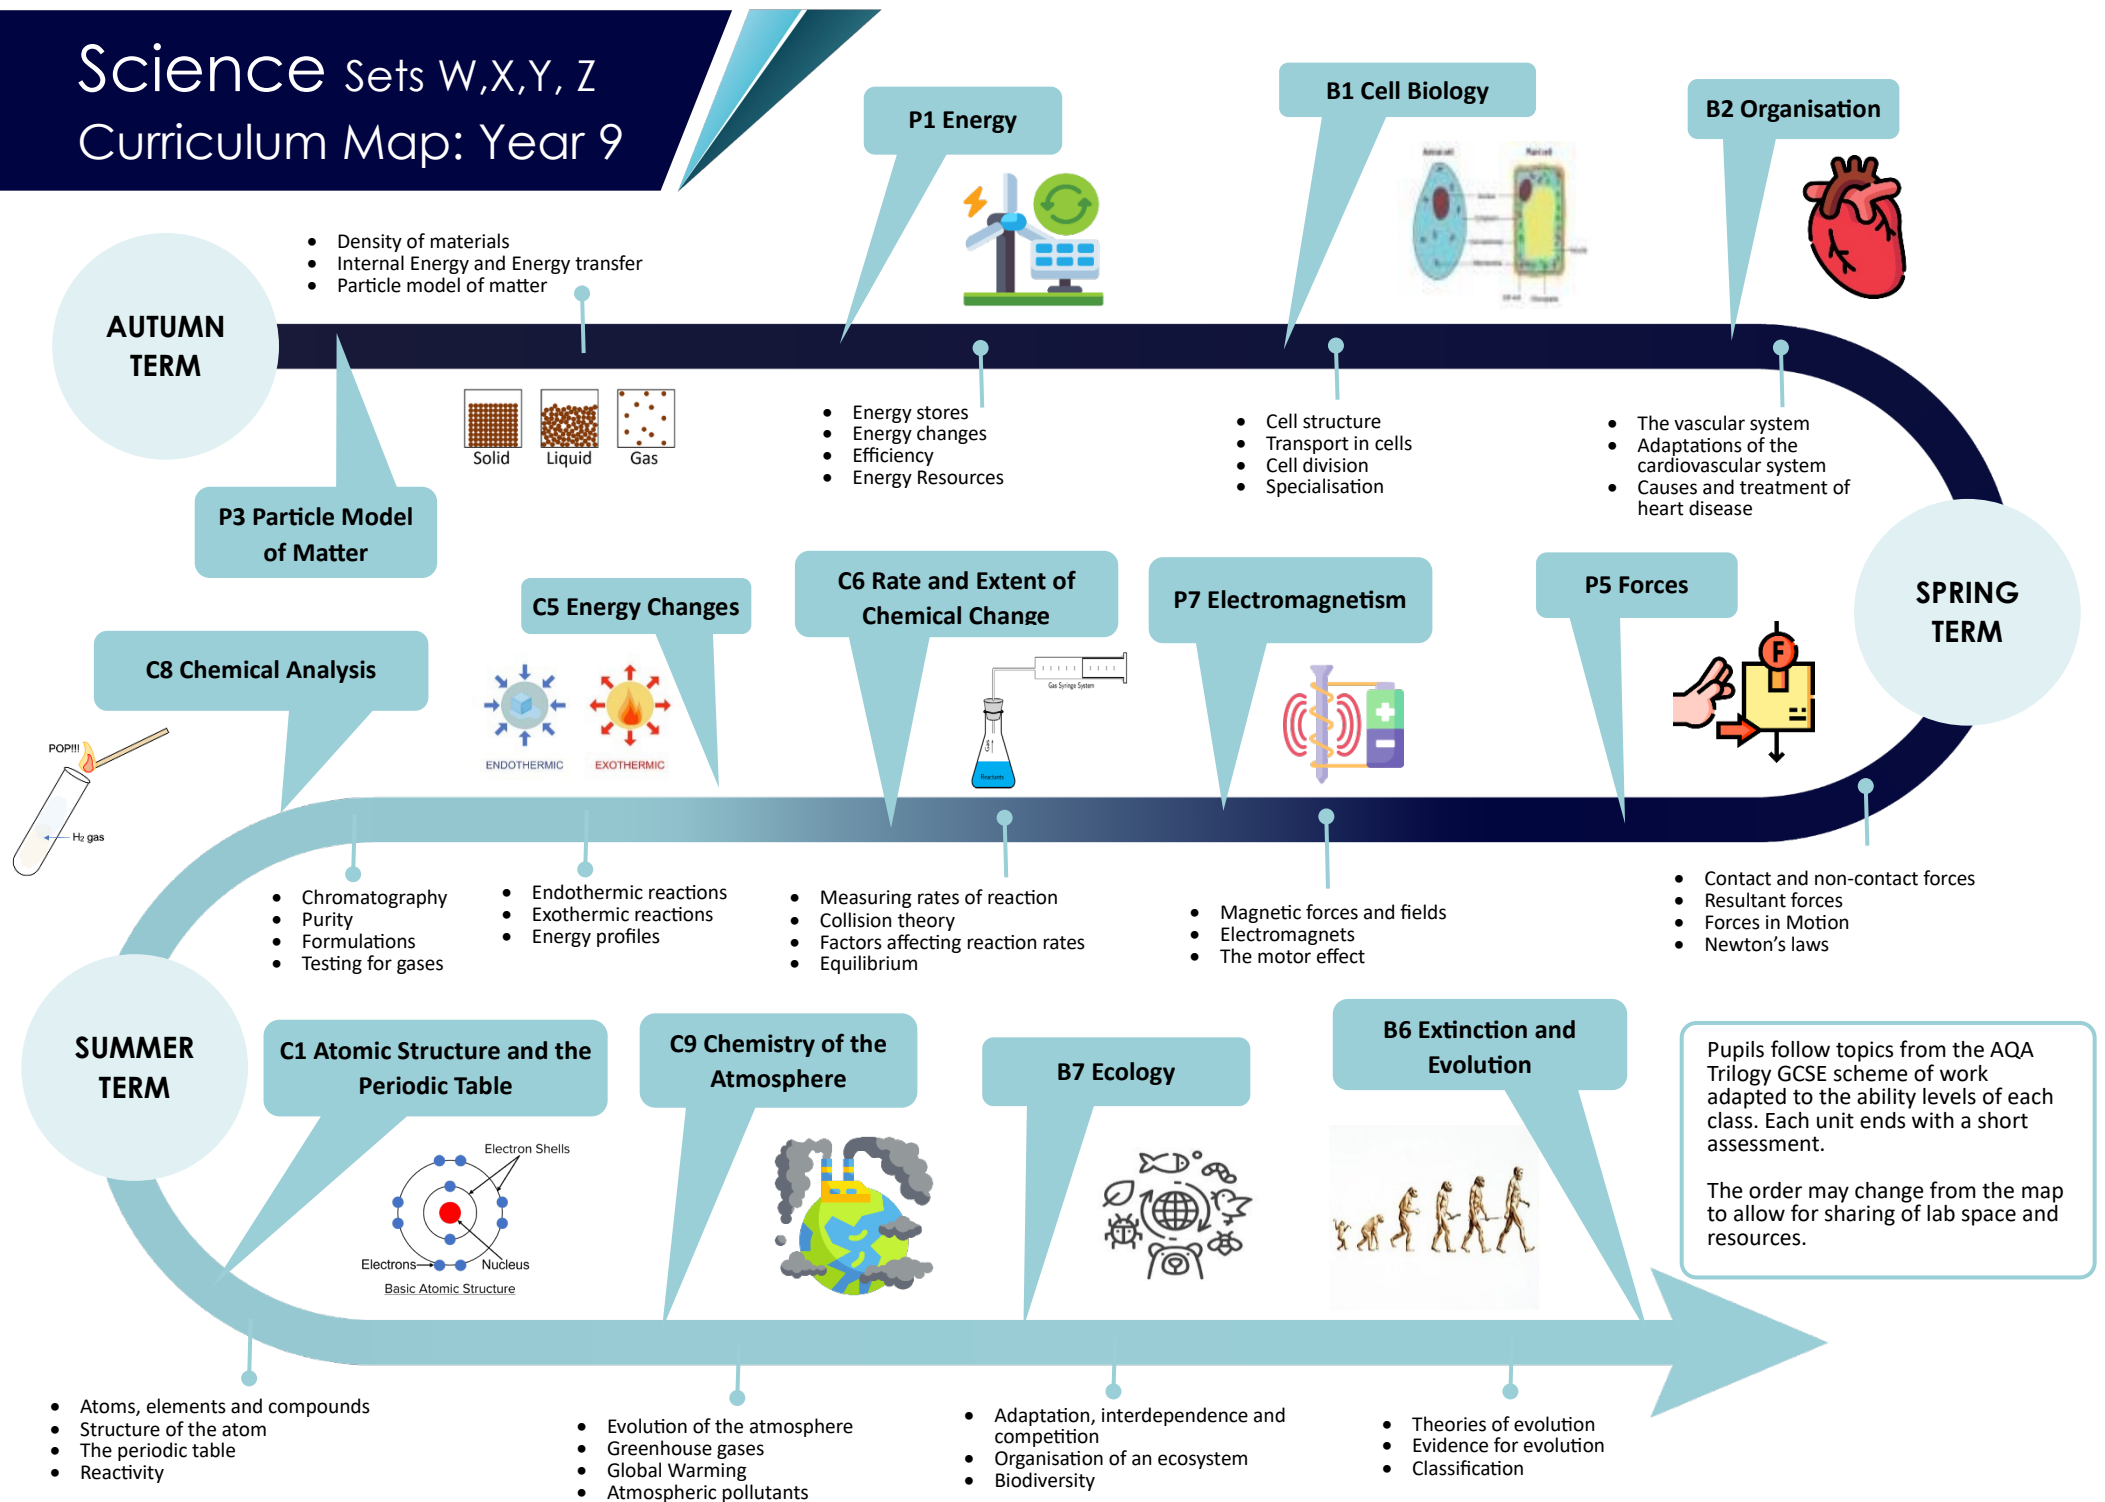 Science Sets W,X,Y, Z
Curriculum Map: Year 9
AUTUMN
TERM
• Density of materials
• Internal Energy and Energy transfer
• Particle model of matter
P3 Particle Model
of Matter
Solid Liquid Gas
P1 Energy
• Energy stores
• Energy changes
• Efficiency
• Energy Resources
B1 Cell Biology
• Cell structure
• Transport in cells
• Cell division
• Specialisation
B2 Organisation
• The vascular system
• Adaptations of the
cardiovascular system
• Causes and treatment of
heart disease
SPRING
TERM
P5 Forces
F
• Contact and non-contact forces
• Resultant forces
• Forces in Motion
• Newton’s laws
P7 Electromagnetism
• Magnetic forces and fields
• Electromagnets
• The motor effect
C6 Rate and Extent of
Chemical Change
Gas Syringe System
Gas
Reactants
• Measuring rates of reaction
• Collision theory
• Factors affecting reaction rates
• Equilibrium
C5 Energy Changes
ENDOTHERMIC EXOTHERMIC
• Endothermic reactions
• Exothermic reactions
• Energy profiles
C8 Chemical Analysis
POP!!!
H₂ gas
• Chromatography
• Purity
• Formulations
• Testing for gases
SUMMER
TERM
C1 Atomic Structure and the
Periodic Table
Electron Shells
Electrons
Nucleus
Basic Atomic Structure
• Atoms, elements and compounds
• Structure of the atom
• The periodic table
• Reactivity
C9 Chemistry of the
Atmosphere
• Evolution of the atmosphere
• Greenhouse gases
• Global Warming
• Atmospheric pollutants
B7 Ecology
• Adaptation, interdependence and
competition
• Organisation of an ecosystem
• Biodiversity
B6 Extinction and
Evolution
• Theories of evolution
• Evidence for evolution
• Classification
Pupils follow topics from the AQA
Trilogy GCSE scheme of work
adapted to the ability levels of each
class. Each unit ends with a short
assessment.
The order may change from the map
to allow for sharing of lab space and
resources.